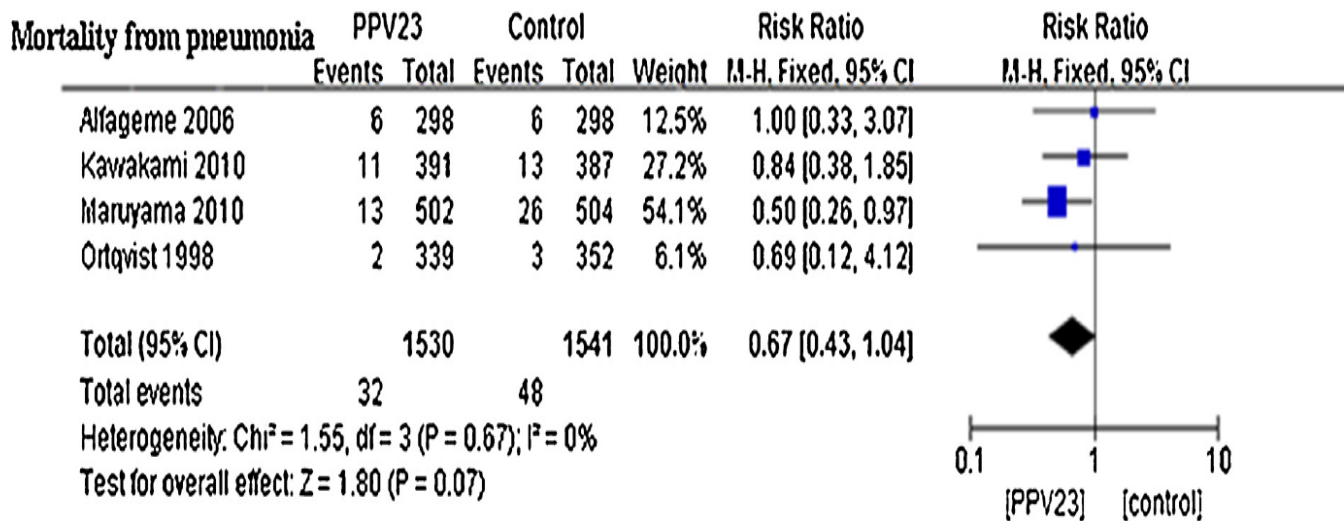 Mortality from pneumonia PPV23 Control Risk Ratio Risk Ratio
Events Total Events Total Weight M-H, Fixed, 95% CI M-H, Fixed, 95% CI
Alfageme 2006 6 298 6 298 12.5% 1.00 [0.33, 3.07]
Kawakami 2010 11 391 13 387 27.2% 0.84 [0.38, 1.85]
Maruyama 2010 13 502 26 504 54.1% 0.50 [0.26, 0.97]
Ortqvist 1998 2 339 3 352 6.1% 0.69 [0.12, 4.12]
Total (95% CI) 1530 1541 100.0% 0.67 [0.43, 1.04]
Total events 32 48
Heterogeneity: Chi² = 1.55, df = 3 (P = 0.67); I² = 0%
Test for overall effect: Z = 1.80 (P = 0.07)
0.1 1 10
[PPV23] [control]